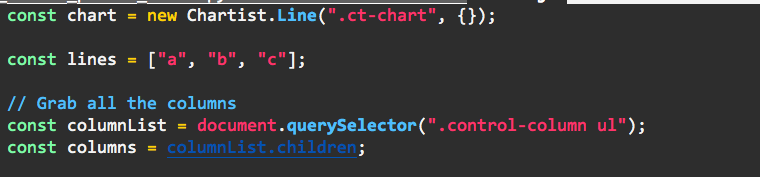 const chart = new Chartist.Line(".ct-chart", {});
const lines = ["a", "b", "c"];
// Grab all the columns
const columnList = document.querySelector(".control-column ul");
const columns = columnList.children;